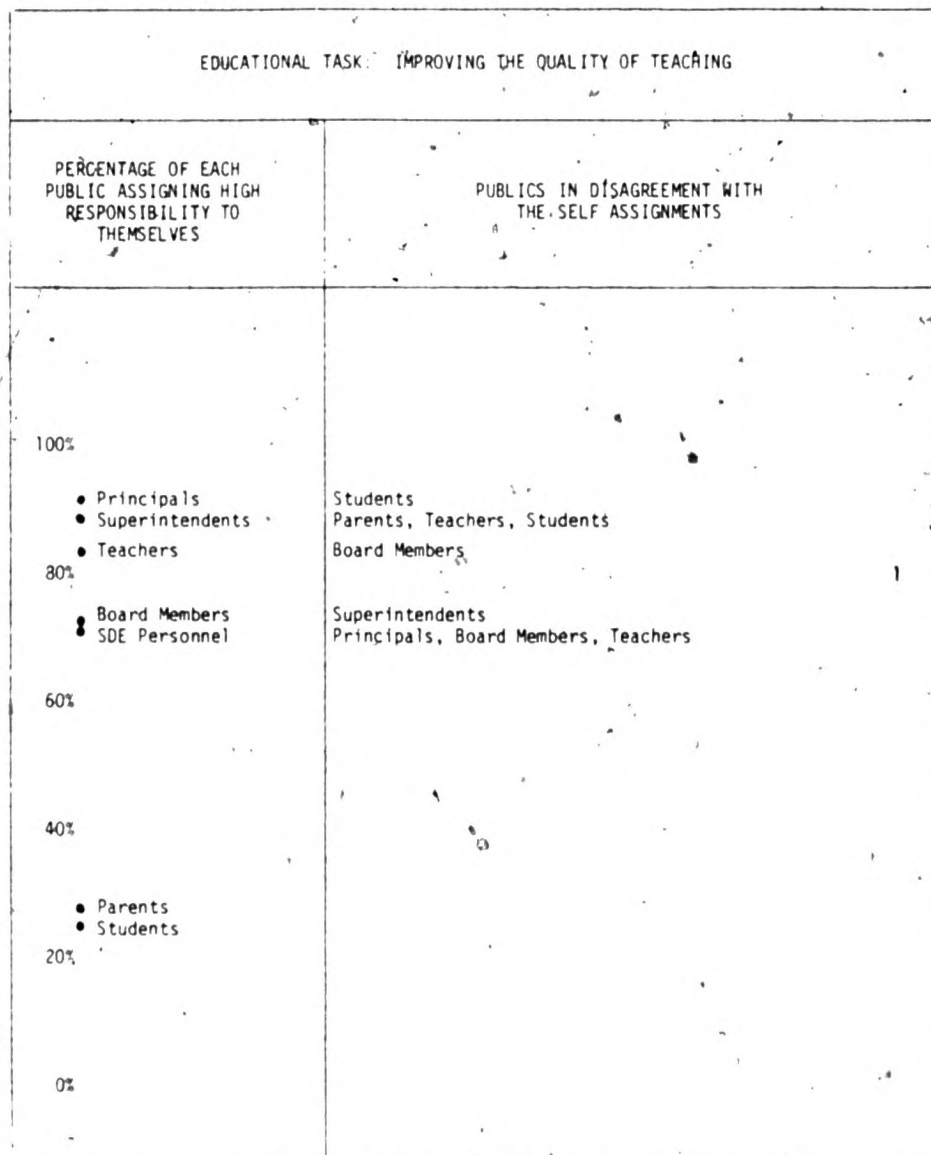 EDUCATIONAL TASK: IMPROVING THE QUALITY OF TEACHING
PERCENTAGE OF EACH
PUBLIC ASSIGNING HIGH
RESPONSIBILITY TO
THEMSELVES
PUBLICS IN DISAGREEMENT WITH
THE SELF ASSIGNMENTS
100%
• Principals Students
• Superintendents Parents, Teachers, Students
• Teachers Board Members
80%
• Board Members Superintendents
• SDE Personnel Principals, Board Members, Teachers
60%
40%
• Parents
• Students
20%
0%